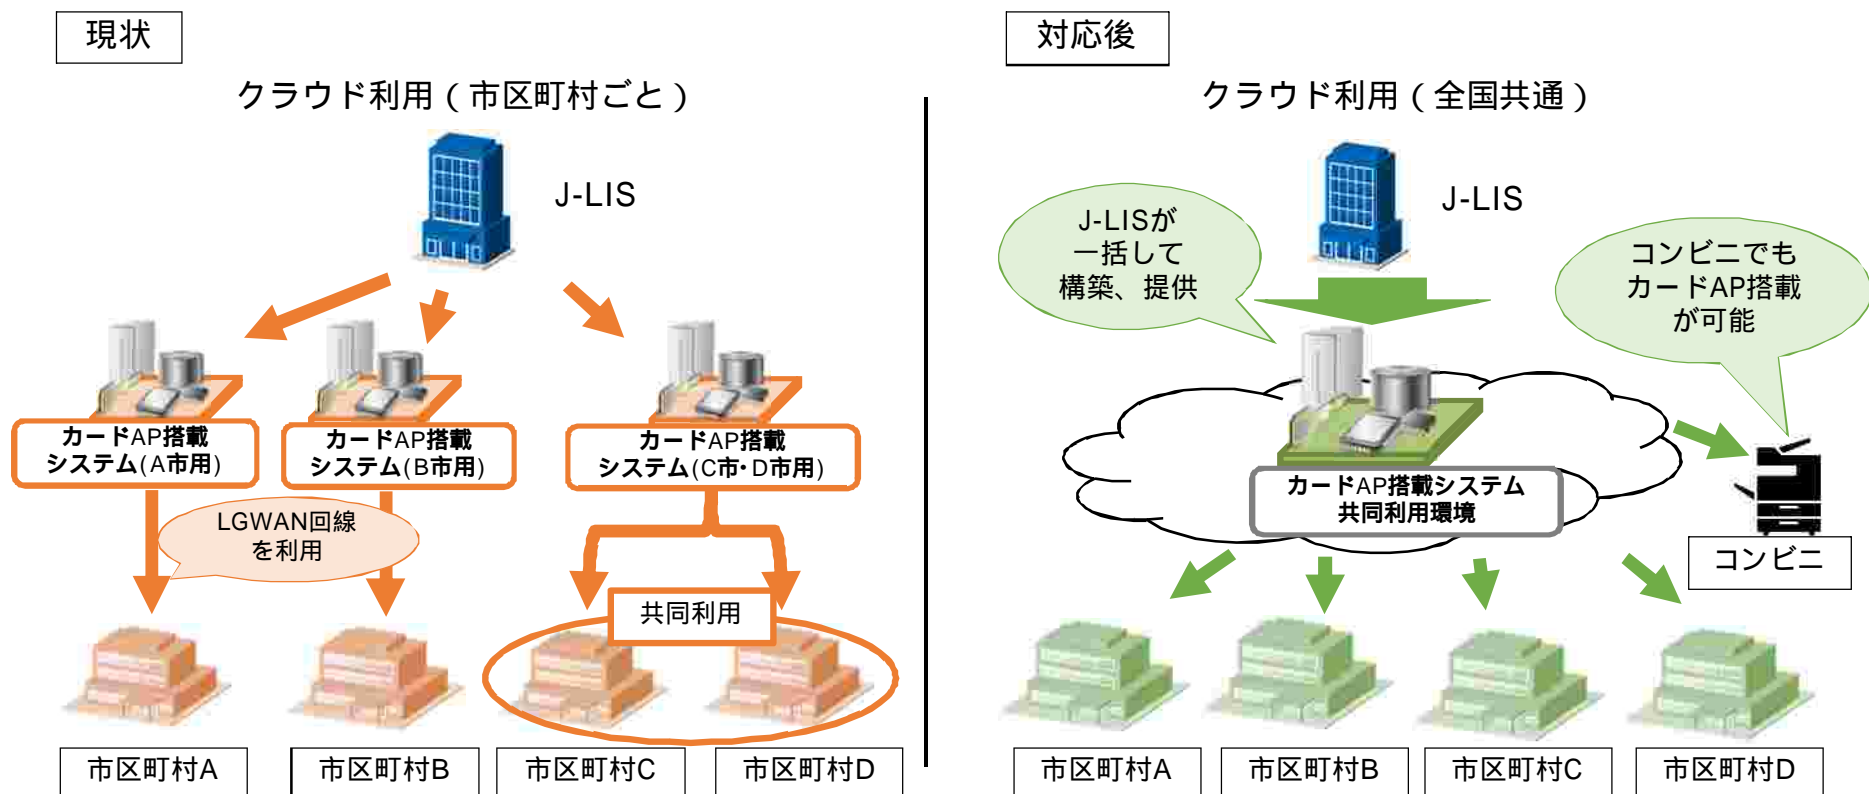 現状
クラウド利用（市区町村ごと）
J-LIS
カードAP搭載
システム(A市用)
カードAP搭載
システム(B市用)
カードAP搭載
システム(C市・D市用)
LGWAN回線
を利用
共同利用
市区町村A
市区町村B
市区町村C
市区町村D
対応後
クラウド利用（全国共通）
J-LIS
J-LISが
一括して
構築、提供
コンビニでも
カードAP搭載
が可能
カードAP搭載システム
共同利用環境
コンビニ
市区町村A
市区町村B
市区町村C
市区町村D